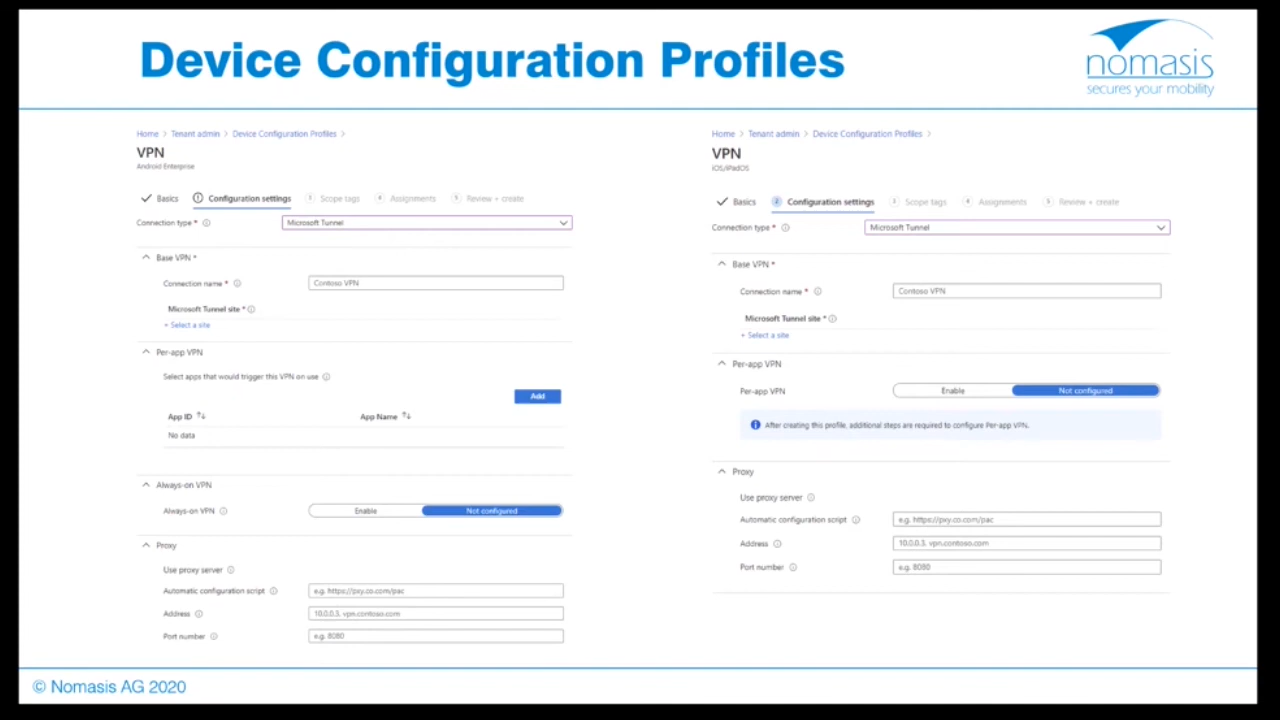 Device Configuration Profiles
nomasis
secures your mobility
Home > Tenant admin > Device Configuration Profiles >
VPN
Android Enterprise
Basics
Configuration settings
Scope tags
4 Assignments
5 Review + create
Connection type *
Microsoft Tunnel
Base VPN *
Connection name *
Contoso VPN
Microsoft Tunnel site *
+ Select a site
Per-app VPN
Select apps that would trigger this VPN on use
Add
App ID
App Name
No data
Always-on VPN
Always-on VPN
Enable
Not configured
Proxy
Use proxy server
Automatic configuration script
e.g. https://pxy.co.com/pac
Address
10.0.0.3, vpn.contoso.com
Port number
e.g. 8080
Home > Tenant admin > Device Configuration Profiles >
VPN
iOS/iPadOS
Basics
2 Configuration settings
3 Scope tags
4 Assignments
5 Review + create
Connection type *
Microsoft Tunnel
Base VPN *
Connection name *
Contoso VPN
Microsoft Tunnel site *
+ Select a site
Per-app VPN
Per-app VPN
Enable
Not configured
After creating this profile, additional steps are required to configure Per-app VPN.
Proxy
Use proxy server
Automatic configuration script
e.g. https://pxy.co.com/pac
Address
10.0.0.3, vpn.contoso.com
Port number
e.g. 8080
© Nomasis AG 2020